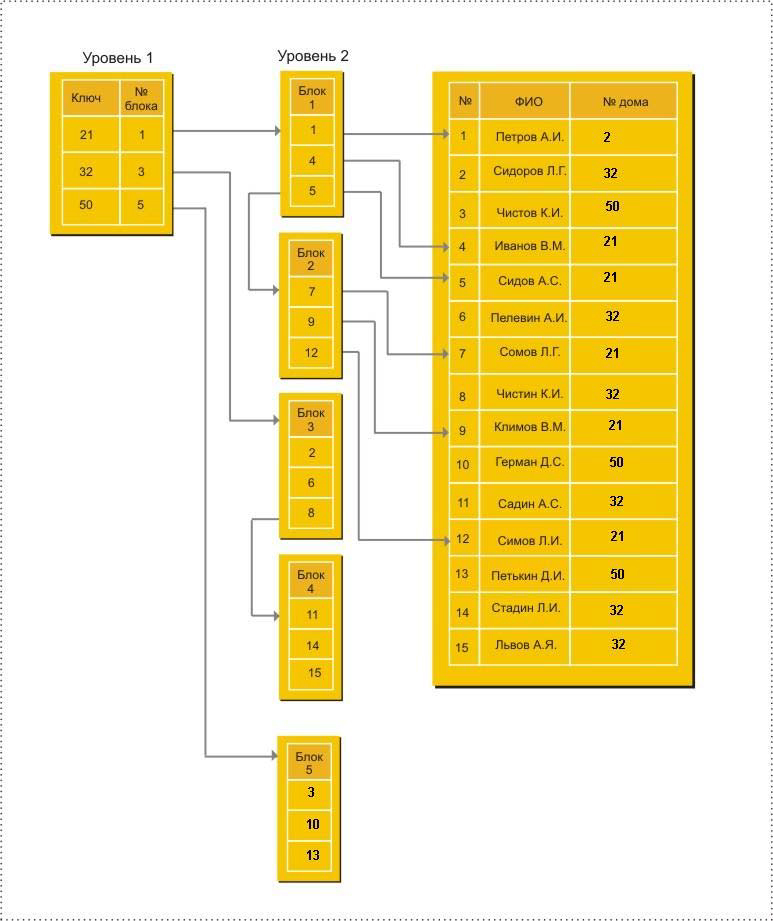 Уровень 1
Ключ № блока
21 1
32 3
50 5
Уровень 2
Блок 1
1
4
5
Блок 2
7
9
12
Блок 3
2
6
8
Блок 4
11
14
15
Блок 5
3
10
13
№ ФИО № дома
1 Петров А.И. 2
2 Сидоров Л.Г. 32
3 Чистов К.И. 50
4 Иванов В.М. 21
5 Сидов А.С. 21
6 Пелевин А.И. 32
7 Сомов Л.Г. 21
8 Чистин К.И. 32
9 Климов В.М. 21
10 Герман Д.С. 50
11 Садин А.С. 32
12 Симов Л.И. 21
13 Петькин Д.И. 50
14 Стадин Л.И. 32
15 Львов А.Я. 32